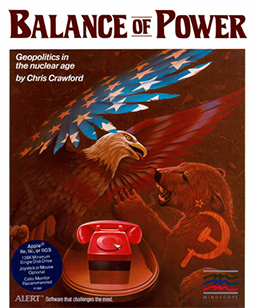 BALANCE OF POWER
Geopolitics in
the nuclear age
by Chris Crawford
Apple®
IIe, IIc, or IIGS
128K Minimum
Single Disk Drive
Joystick or Mouse
Optional
Color Monitor
Recommended
ALERT™ Software that challenges the mind.
MINDSCAPE